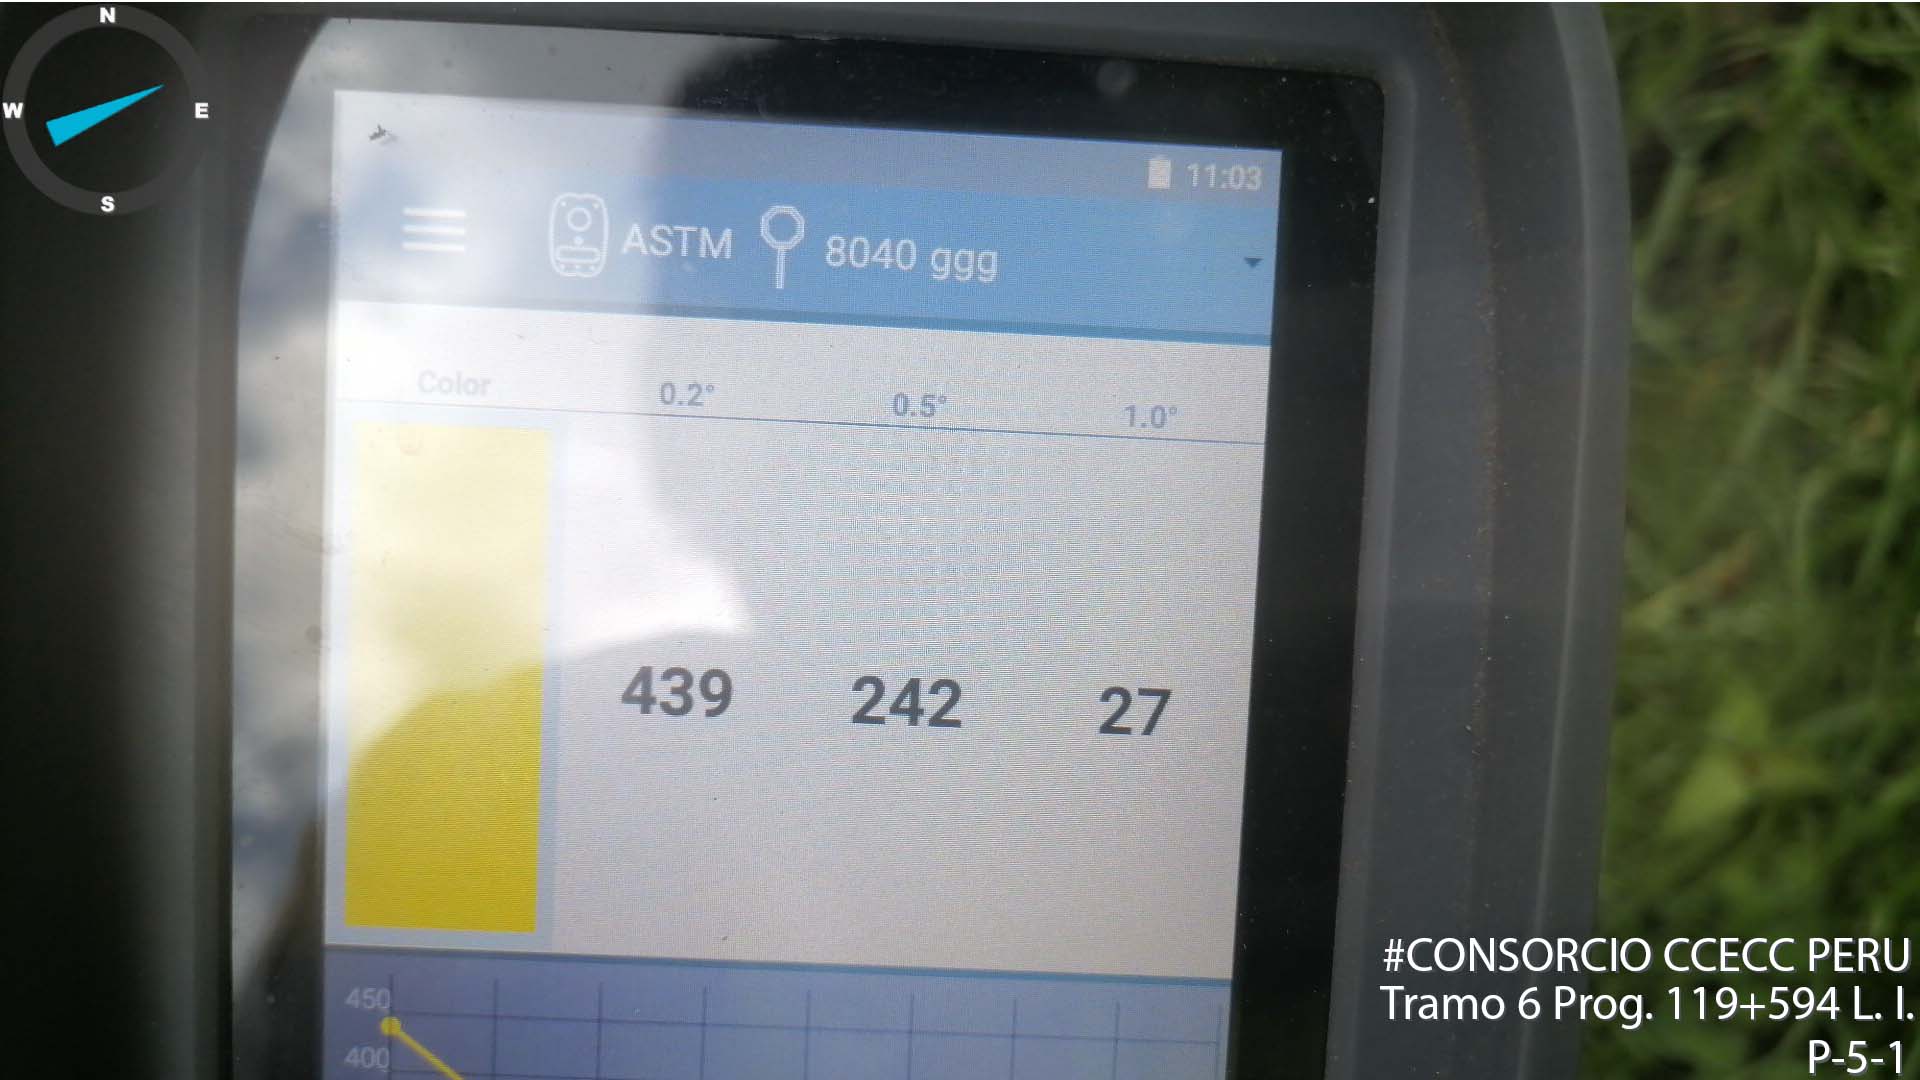 N
W E
S
11:03
ASTM 8040 ggg
Color 0.2° 0.5° 1.0°
439 242 27
450
400
#CONSORCIO CCECC PERU
Tramo 6 Prog. 119+594 L. I.
P-5-1